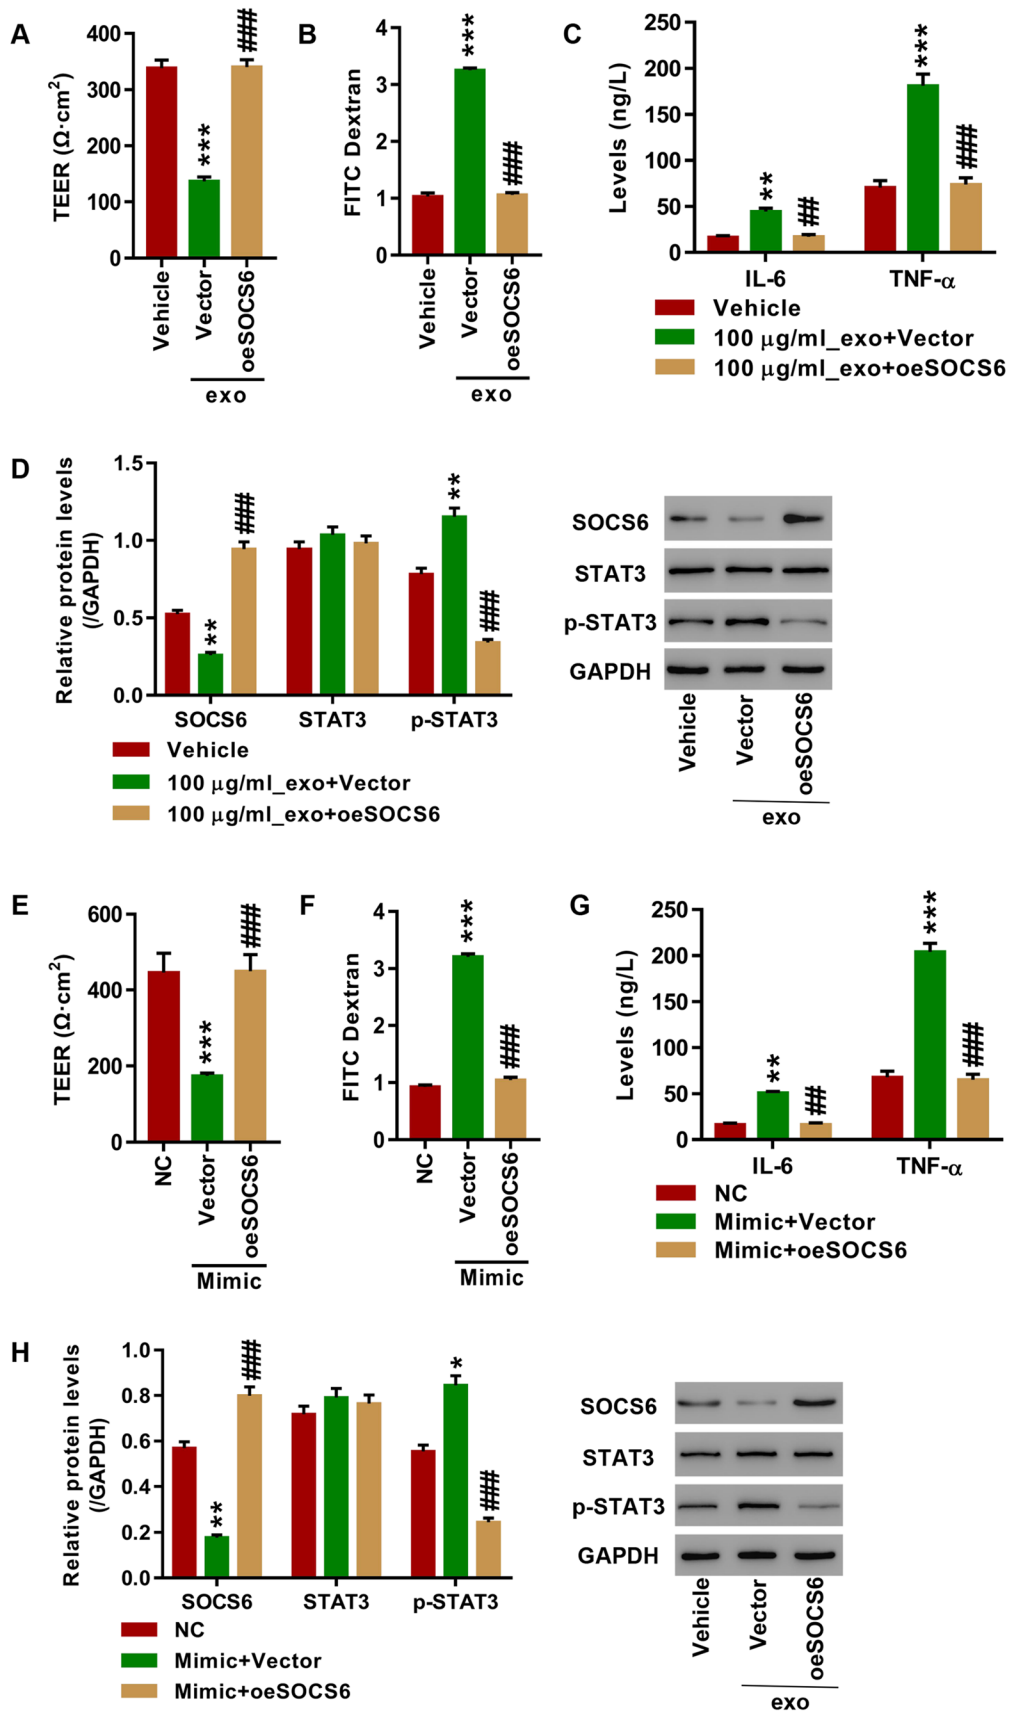 A
TEER (Ω·cm²)
400
300
200
100
0
***
###
Vehicle
Vector
oeSOCS6
exo
B
FITC Dextran
4
3
2
1
0
***
###
Vehicle
Vector
oeSOCS6
exo
C
Levels (ng/L)
250
200
150
100
50
0
**
##
***
###
IL-6
TNF-α
Vehicle
100 μg/ml_exo+Vector
100 μg/ml_exo+oeSOCS6
D
Relative protein levels
(/GAPDH)
1.5
1.0
0.5
0.0
**
###
**
###
SOCS6
STAT3
p-STAT3
Vehicle
100 μg/ml_exo+Vector
100 μg/ml_exo+oeSOCS6
SOCS6
STAT3
p-STAT3
GAPDH
Vehicle
Vector
oeSOCS6
exo
E
TEER (Ω·cm²)
600
400
200
0
***
###
NC
Vector
oeSOCS6
Mimic
F
FITC Dextran
4
3
2
1
0
***
###
NC
Vector
oeSOCS6
Mimic
G
Levels (ng/L)
250
200
150
100
50
0
**
##
***
###
IL-6
TNF-α
NC
Mimic+Vector
Mimic+oeSOCS6
H
Relative protein levels
(/GAPDH)
1.0
0.8
0.6
0.4
0.2
0.0
**
###
*
###
SOCS6
STAT3
p-STAT3
NC
Mimic+Vector
Mimic+oeSOCS6
SOCS6
STAT3
p-STAT3
GAPDH
Vehicle
Vector
oeSOCS6
exo